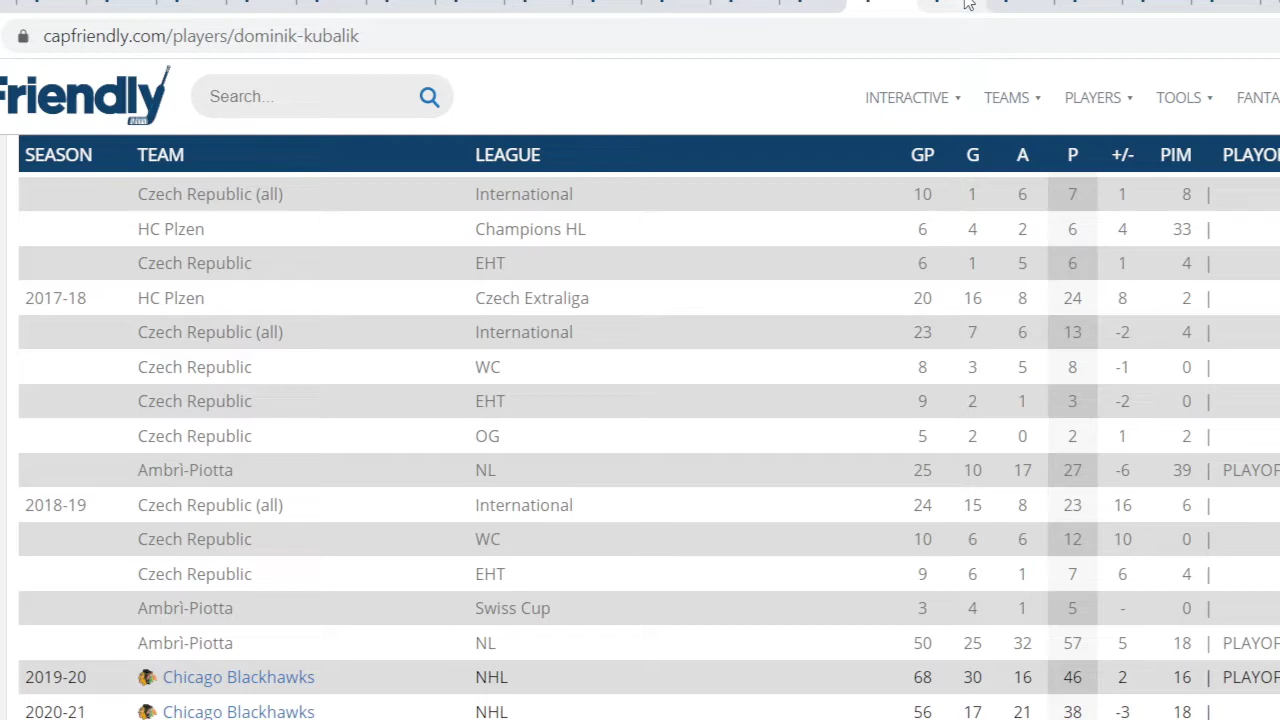 capfriendly.com/players/dominik-kubalik
Friendly Search... INTERACTIVE TEAMS PLAYERS TOOLS FANTA
SEASON TEAM LEAGUE GP G A P +/- PIM PLAYO
Czech Republic (all) International 10 1 6 7 1 8 |
HC Plzen Champions HL 6 4 2 6 4 33 |
Czech Republic EHT 6 1 5 6 1 4 |
2017-18 HC Plzen Czech Extraliga 20 16 8 24 8 2 |
Czech Republic (all) International 23 7 6 13 -2 4 |
Czech Republic WC 8 3 5 8 -1 0 |
Czech Republic EHT 9 2 1 3 -2 0 |
Czech Republic OG 5 2 0 2 1 2 |
Ambrì-Piotta NL 25 10 17 27 -6 39 | PLAYOF
2018-19 Czech Republic (all) International 24 15 8 23 16 6 |
Czech Republic WC 10 6 6 12 10 0 |
Czech Republic EHT 9 6 1 7 6 4 |
Ambrì-Piotta Swiss Cup 3 4 1 5 - 0 |
Ambrì-Piotta NL 50 25 32 57 5 18 | PLAYOF
2019-20 Chicago Blackhawks NHL 68 30 16 46 2 16 | PLAYOF
2020-21 Chicago Blackhawks NHL 56 17 21 38 -3 18 |